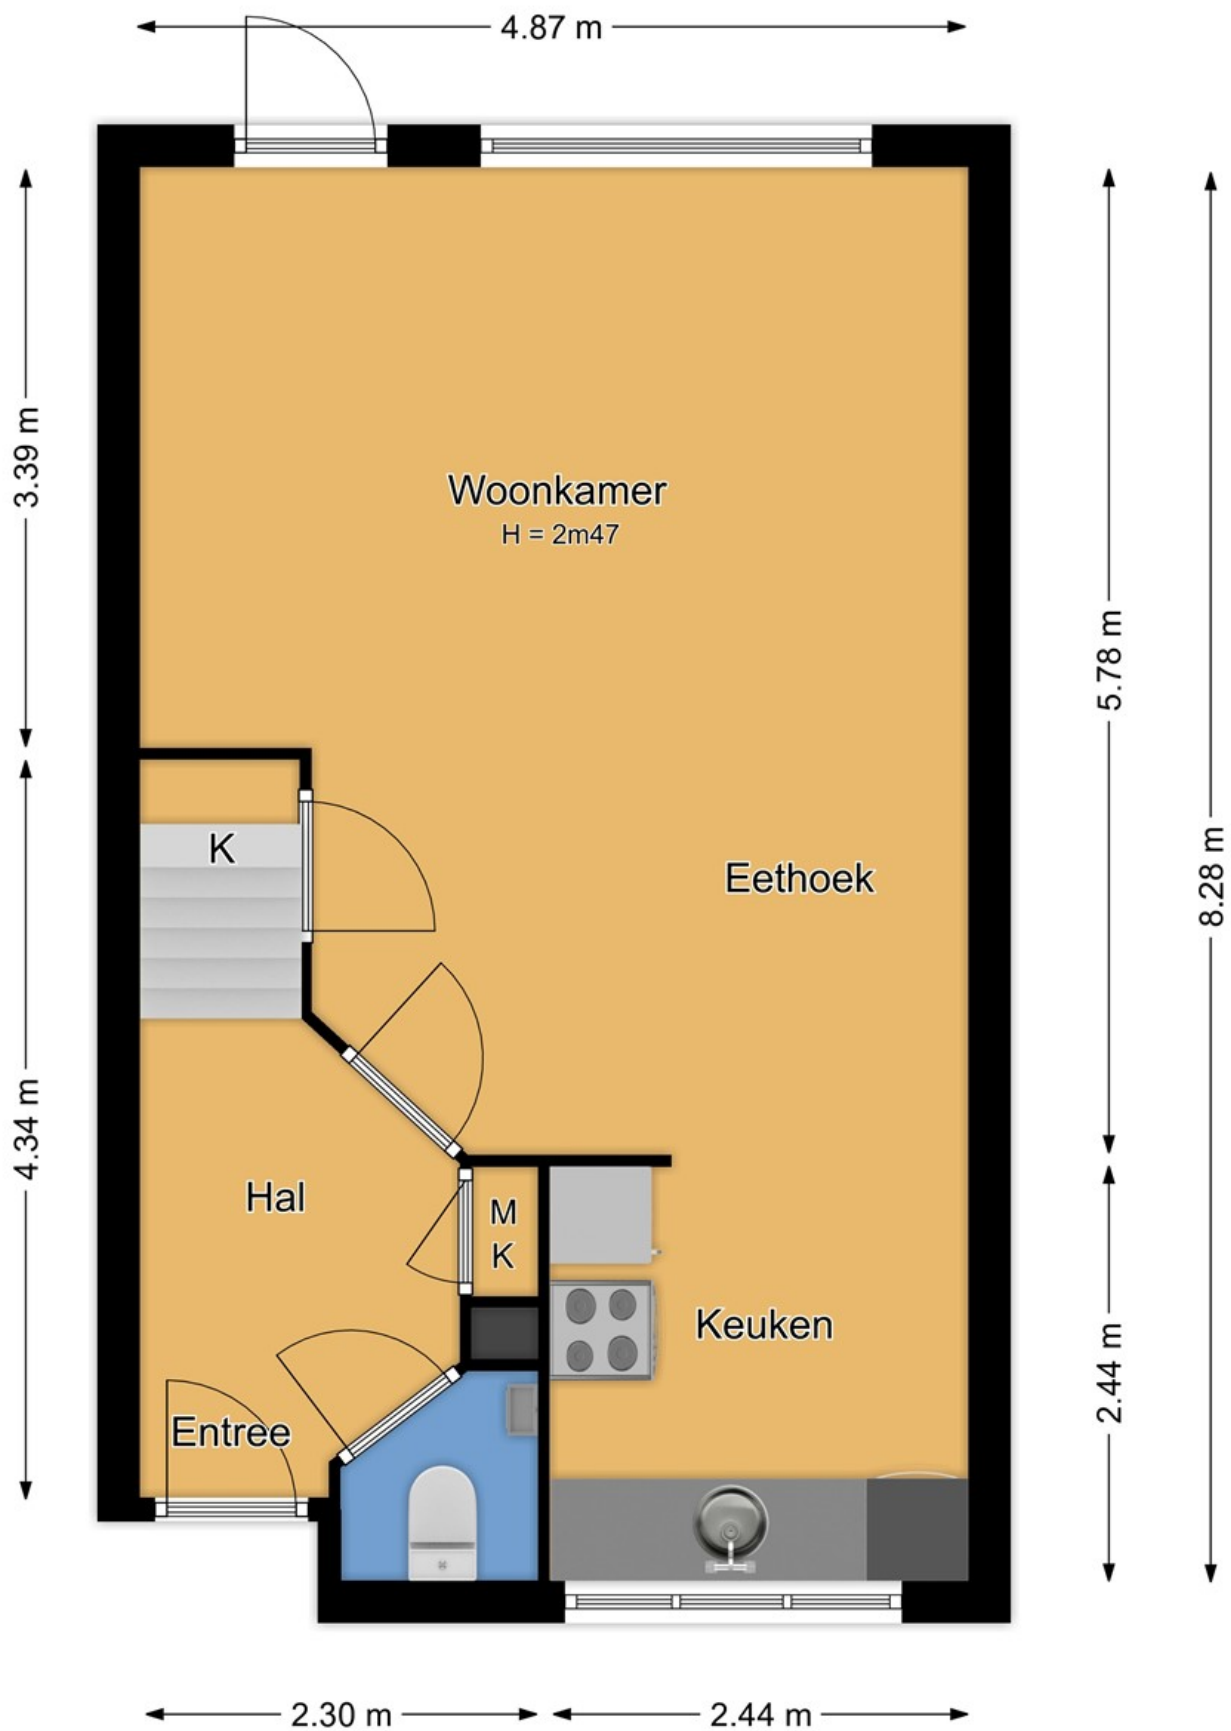 4.87 m
3.39 m
Woonkamer
H = 2m47
5.78 m
K
Eethoek
8.28 m
4.34 m
Hal
M
K
Keuken
2.44 m
Entree
2.30 m
2.44 m